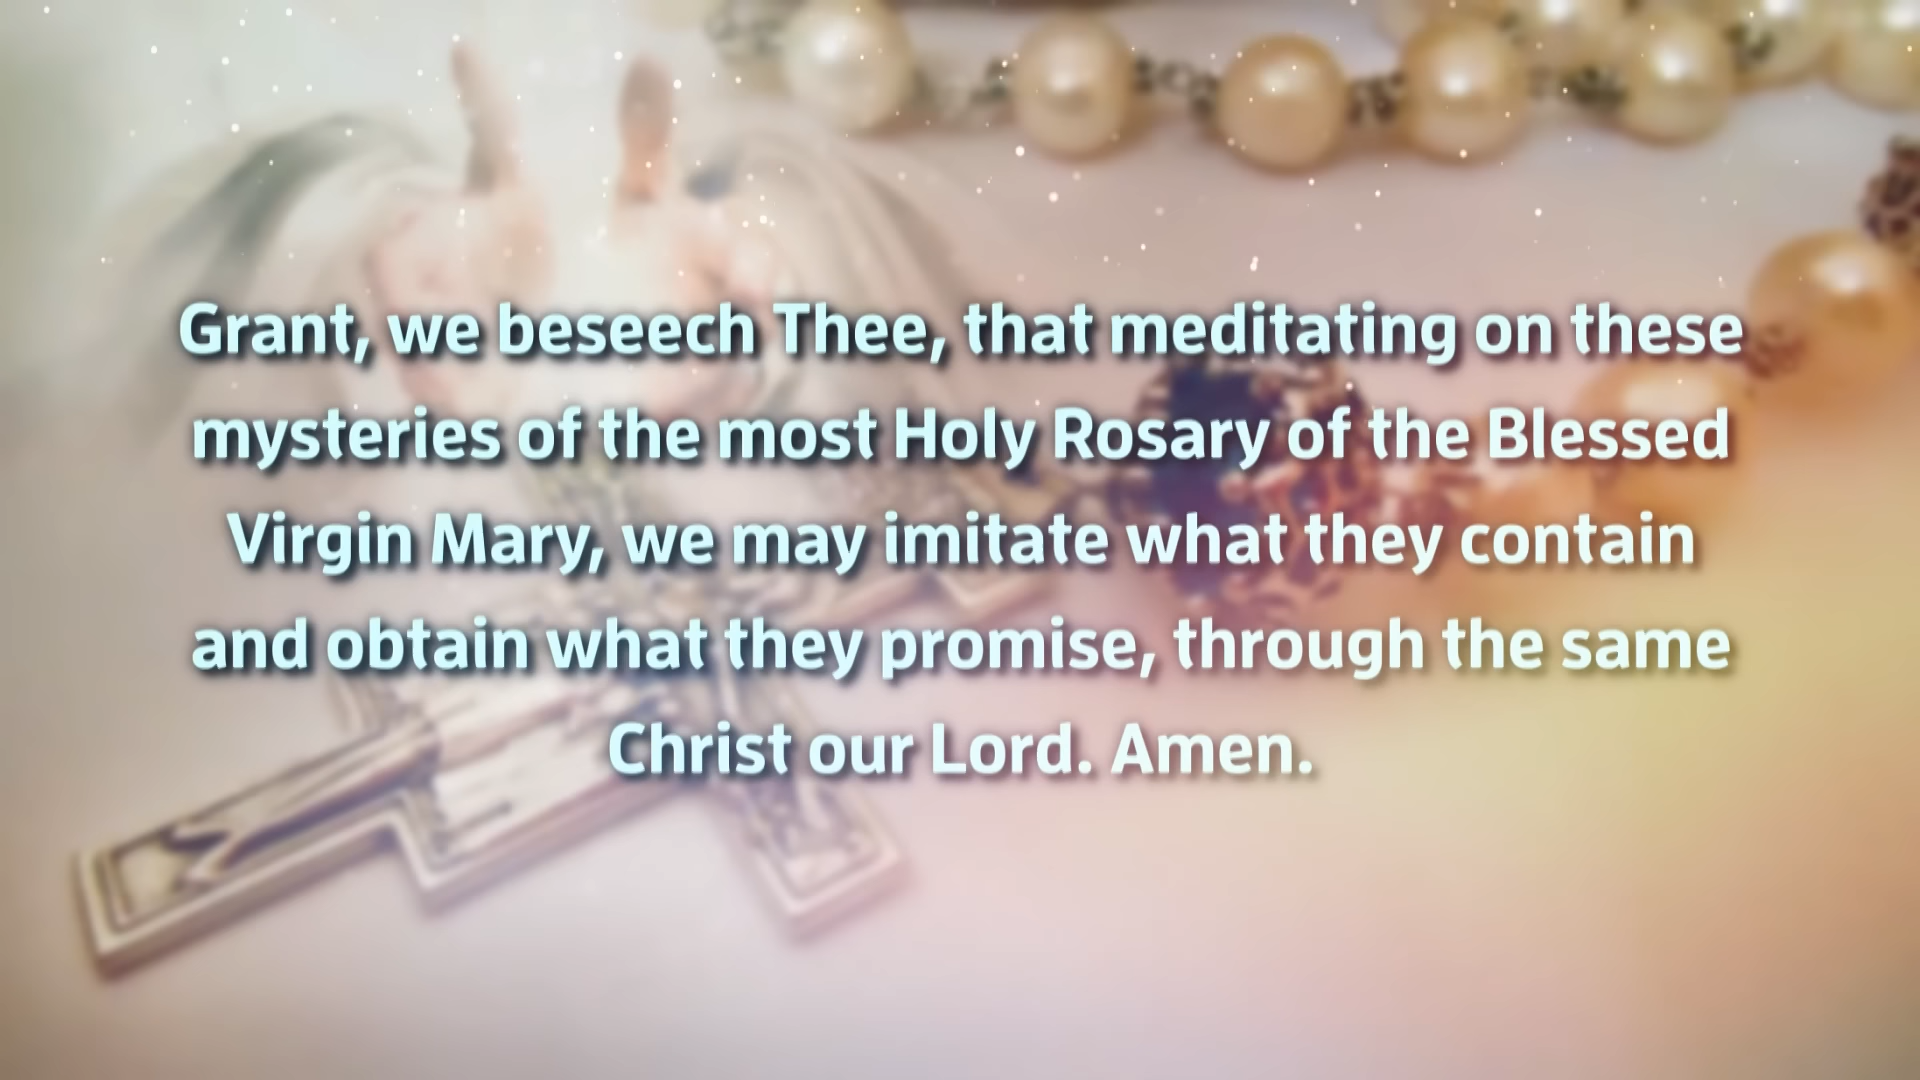 Grant, we beseech Thee, that meditating on these
mysteries of the most Holy Rosary of the Blessed
Virgin Mary, we may imitate what they contain
and obtain what they promise, through the same
Christ our Lord. Amen.